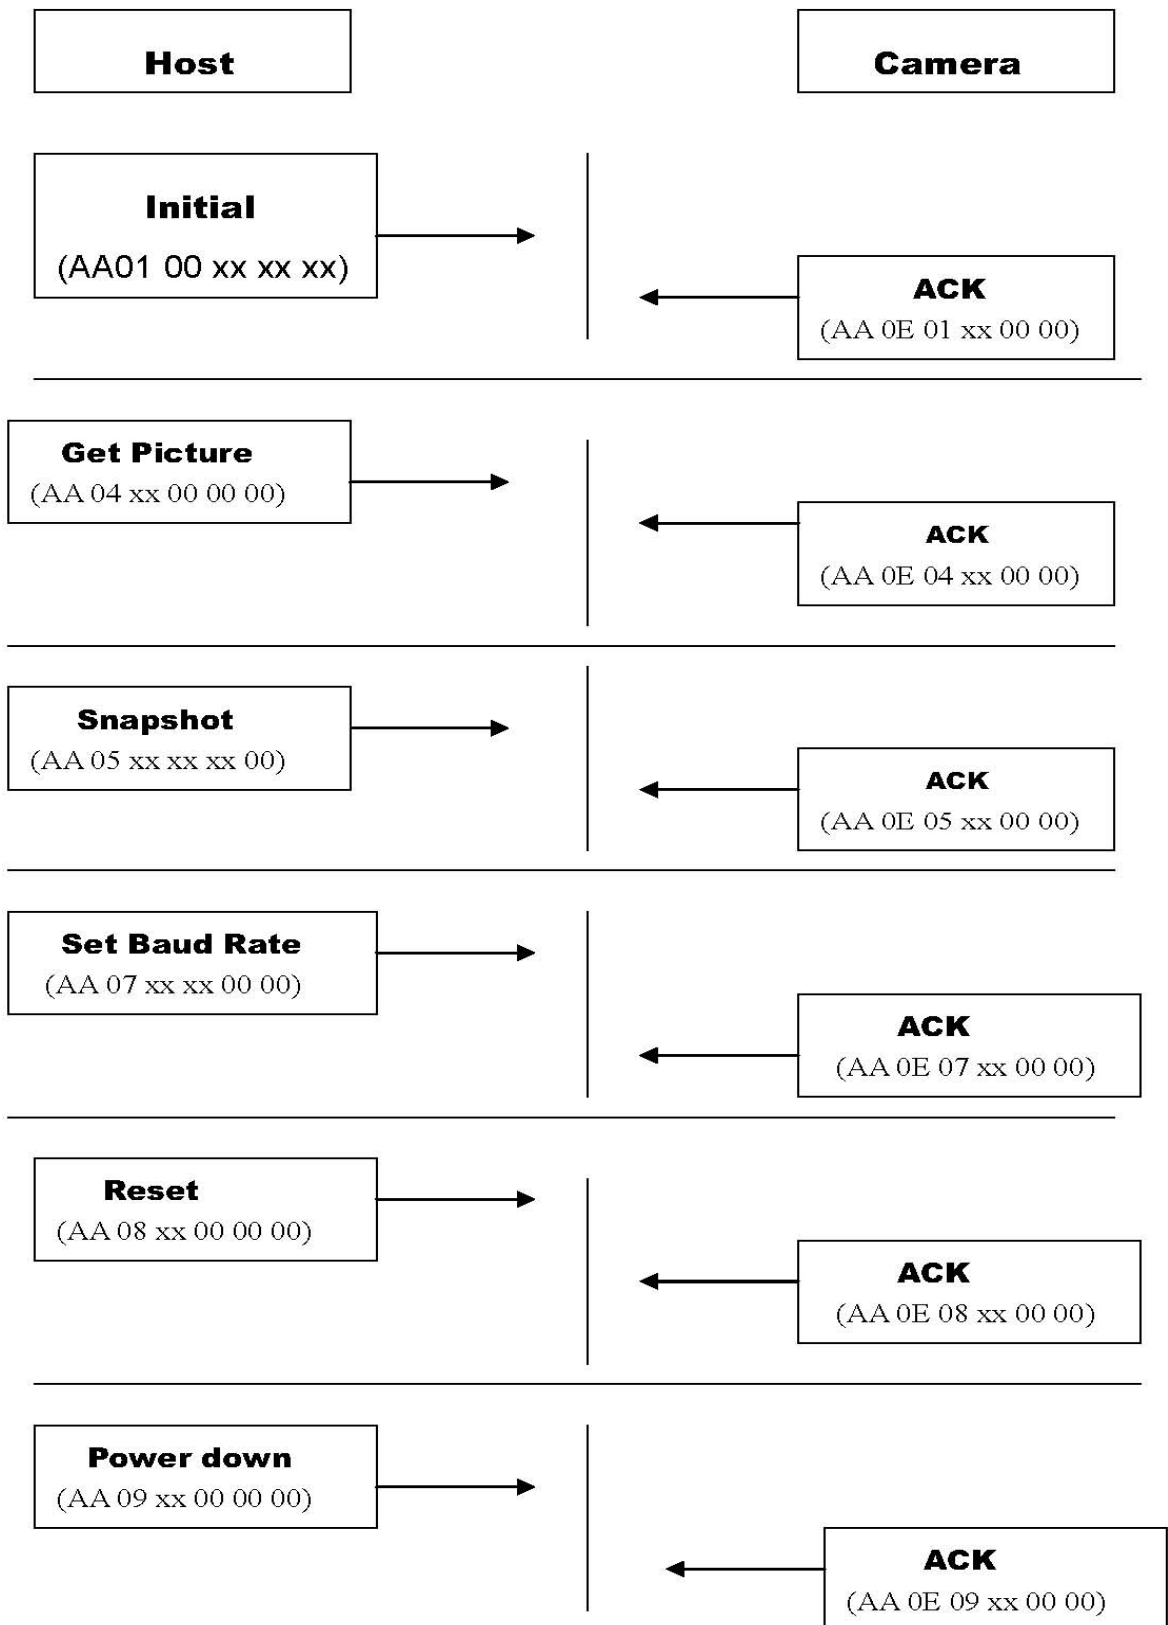 Host
Camera
Initial
(AA01 00 xx xx xx)
ACK
(AA 0E 01 xx 00 00)
Get Picture
(AA 04 xx 00 00 00)
ACK
(AA 0E 04 xx 00 00)
Snapshot
(AA 05 xx xx xx 00)
ACK
(AA 0E 05 xx 00 00)
Set Baud Rate
(AA 07 xx xx 00 00)
ACK
(AA 0E 07 xx 00 00)
Reset
(AA 08 xx 00 00 00)
ACK
(AA 0E 08 xx 00 00)
Power down
(AA 09 xx 00 00 00)
ACK
(AA 0E 09 xx 00 00)